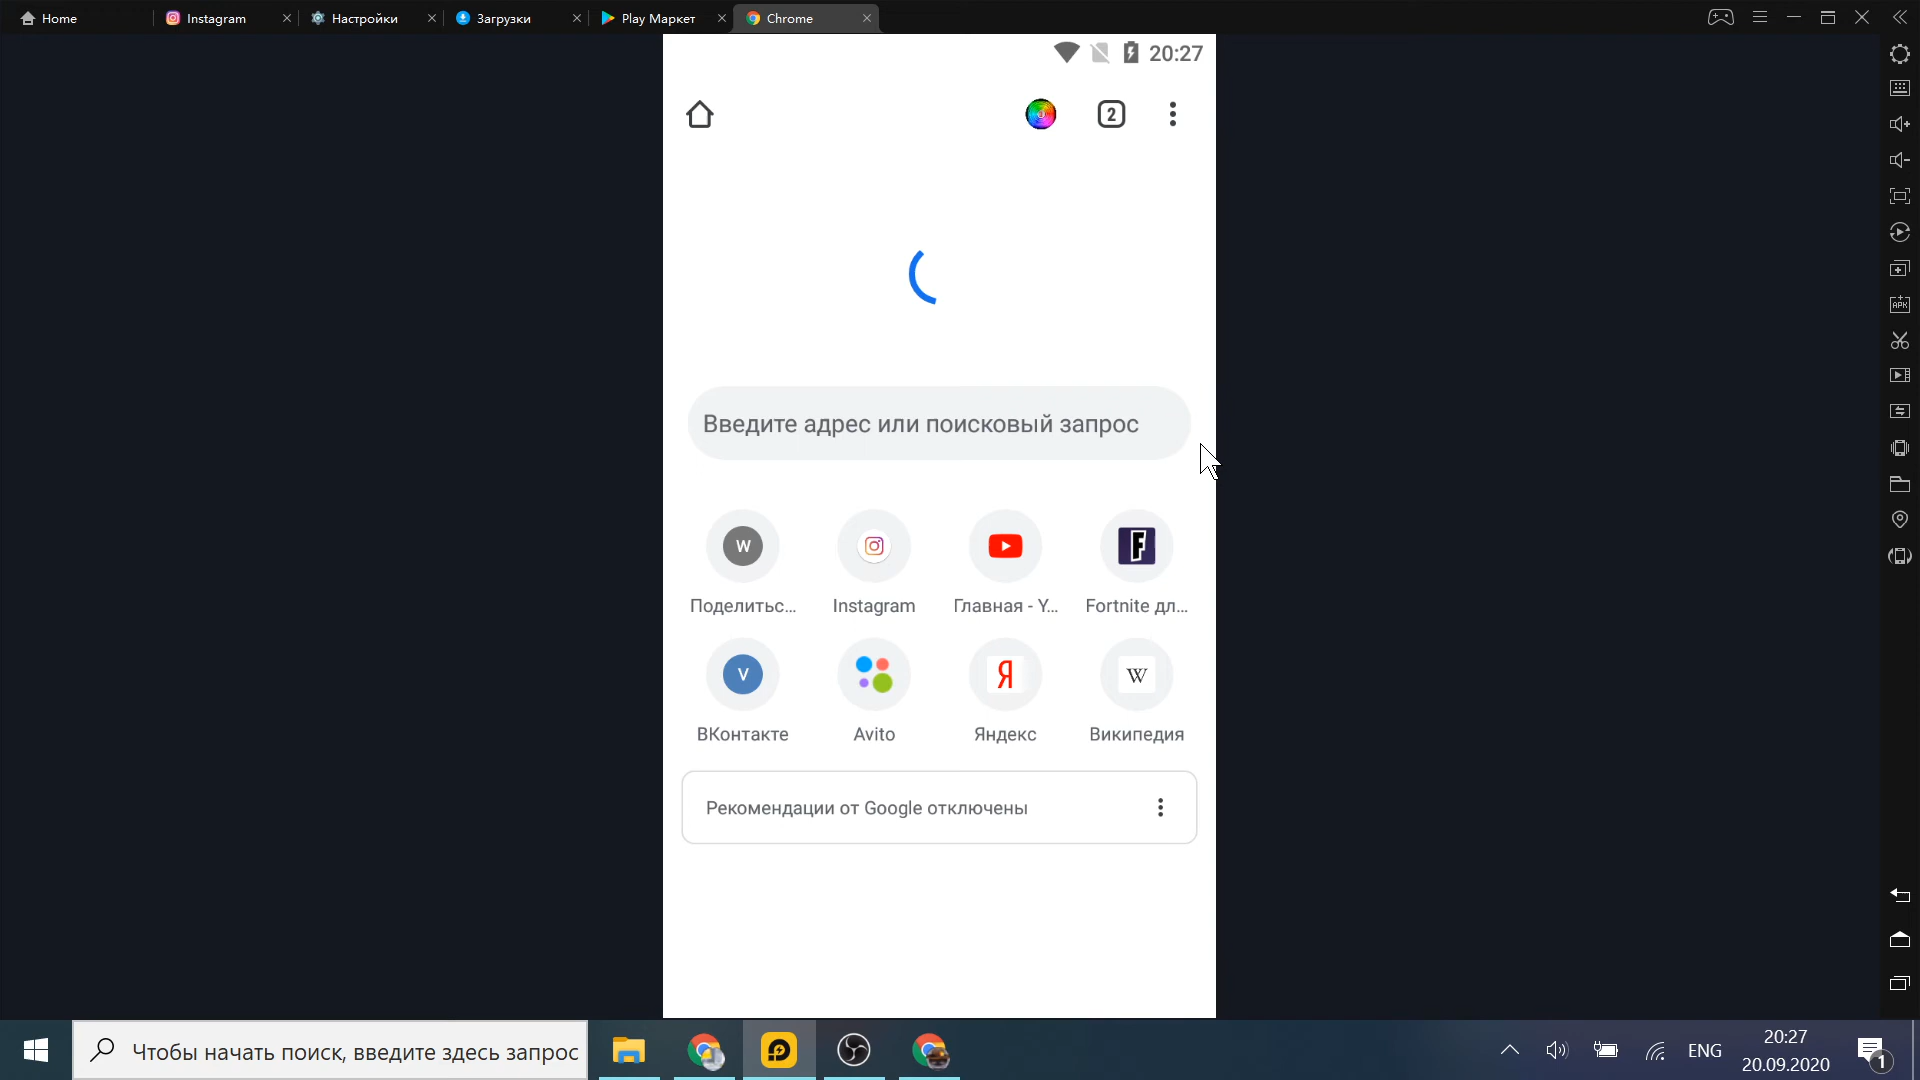 Home
Instagram
Настройки
Загрузки
Play Маркет
Chrome
20:27
2
Введите адрес или поисковый запрос
W
F
Поделитьс...
Instagram
Главная - Y...
Fortnite дл...
V
Я
W
ВКонтакте
Avito
Яндекс
Википедия
Рекомендации от Google отключены
APK
Чтобы начать поиск, введите здесь запрос
ENG
20:27
20.09.2020
1